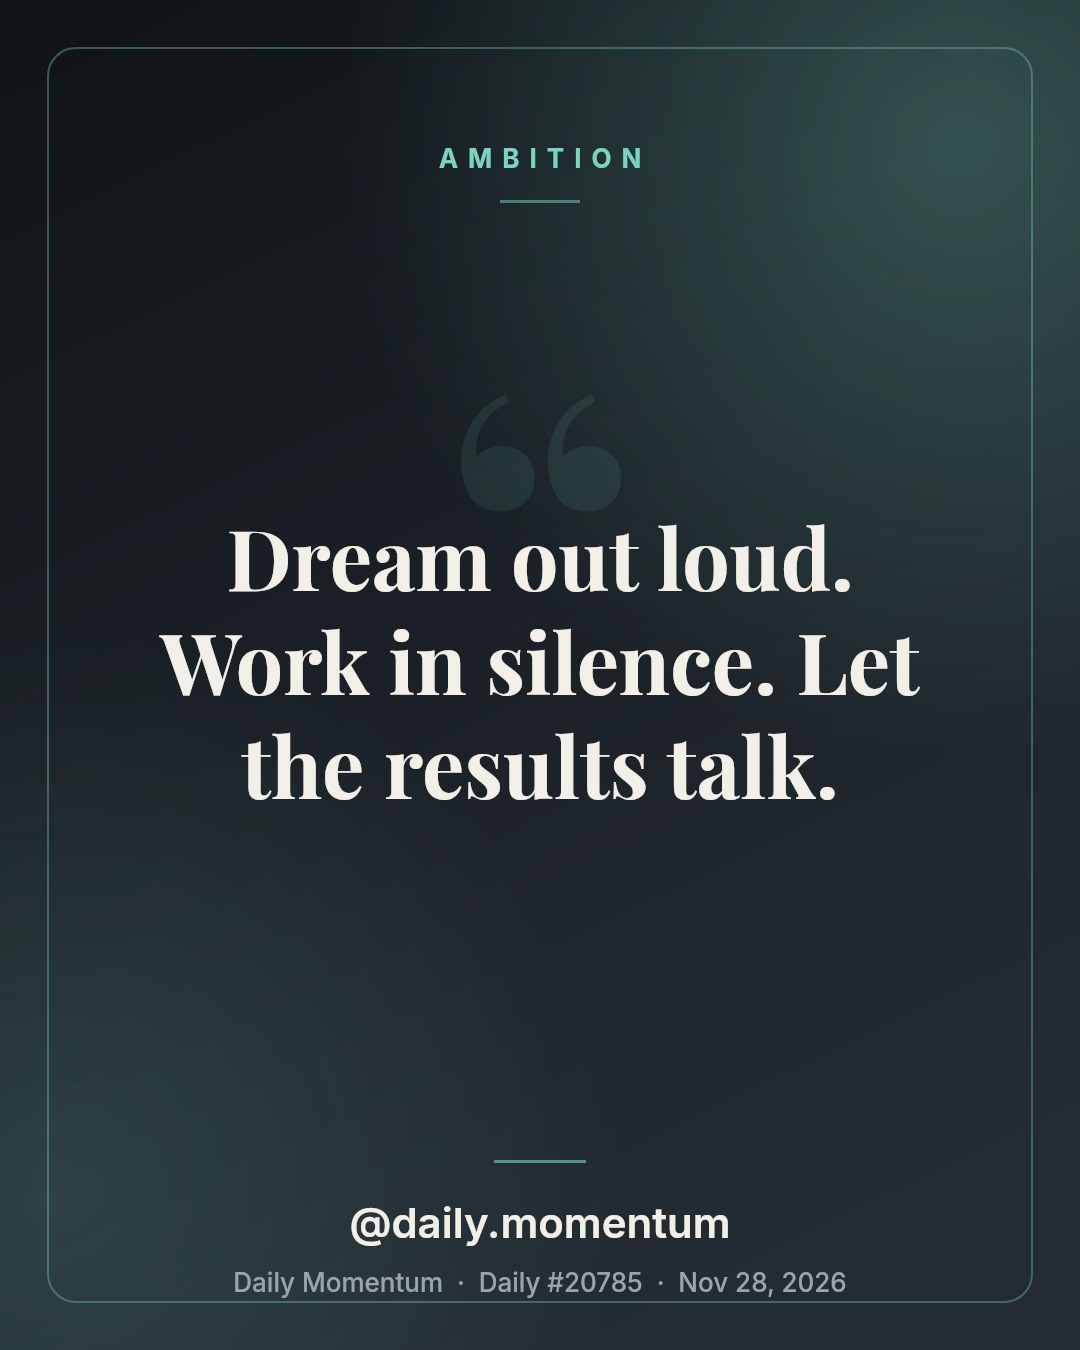 AMBITION
“
Dream out loud.
Work in silence. Let
the results talk.
@daily.momentum
Daily Momentum · Daily #20785 · Nov 28, 2026